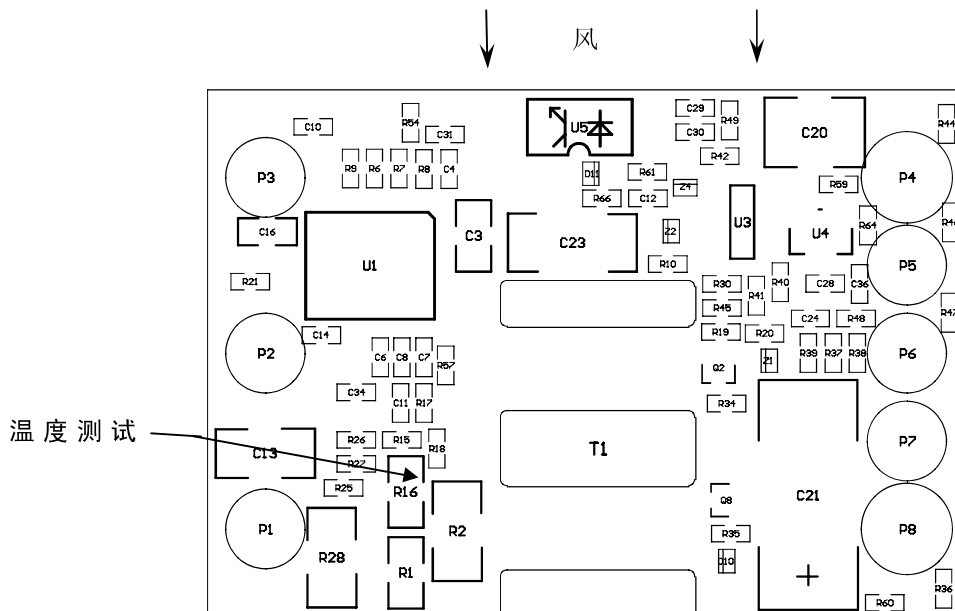 风
R54
C10
C31
C29
R49
C30
U5
C20
R44
R42
R9
R6
R7
R8
C4
P3
D11
R61
Z4
R59
P4
R66
C12
C16
C3
C23
Z2
U3
U4
R64
U1
R10
P5
R21
R30
R41
R40
C28
C36
R45
R47
C24
R48
C14
R19
R20
P2
C6
C8
C7
R57
Z1
R39
R37
R38
P6
Q2
C34
C11
R17
R34
温度测试
R26
R15
R18
T1
P7
C13
R27
R25
R16
Q8
C21
P1
R28
R2
R35
P8
R1
D10
R36
R60